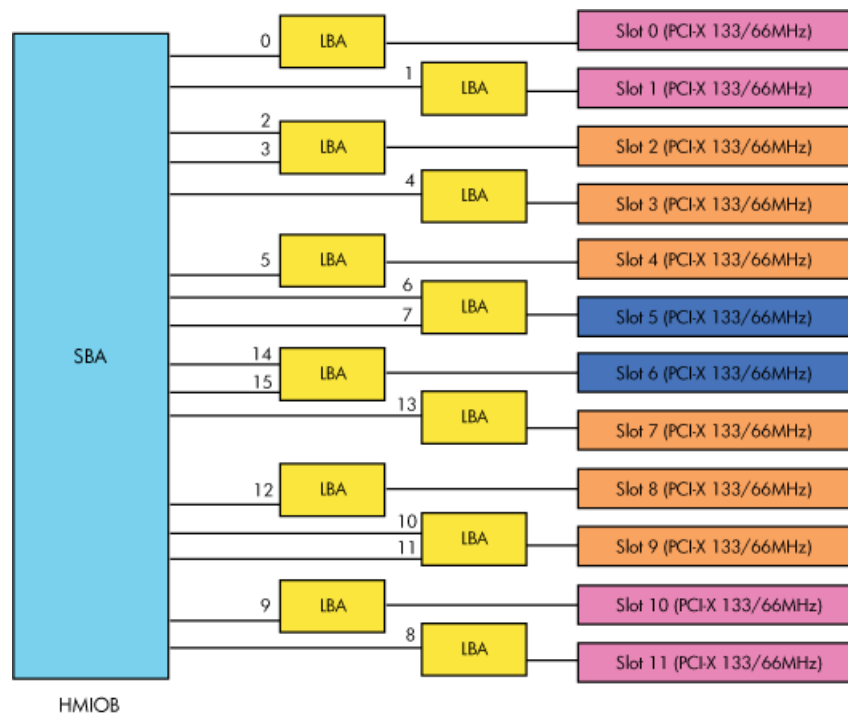 0
LBA
Slot 0 (PCI-X 133/66MHz)
1
LBA
Slot 1 (PCI-X 133/66MHz)
2
3
LBA
Slot 2 (PCI-X 133/66MHz)
4
LBA
Slot 3 (PCI-X 133/66MHz)
5
LBA
Slot 4 (PCI-X 133/66MHz)
6
7
LBA
Slot 5 (PCI-X 133/66MHz)
SBA
14
15
LBA
Slot 6 (PCI-X 133/66MHz)
13
LBA
Slot 7 (PCI-X 133/66MHz)
12
LBA
Slot 8 (PCI-X 133/66MHz)
10
11
LBA
Slot 9 (PCI-X 133/66MHz)
9
LBA
Slot 10 (PCI-X 133/66MHz)
8
LBA
Slot 11 (PCI-X 133/66MHz)
HMIOB